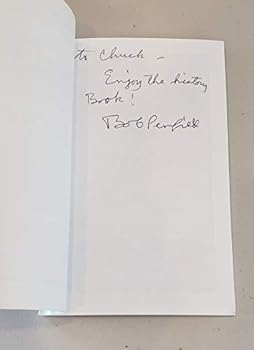 to Chuck –
Enjoy the history
Book!
Bob Penfield